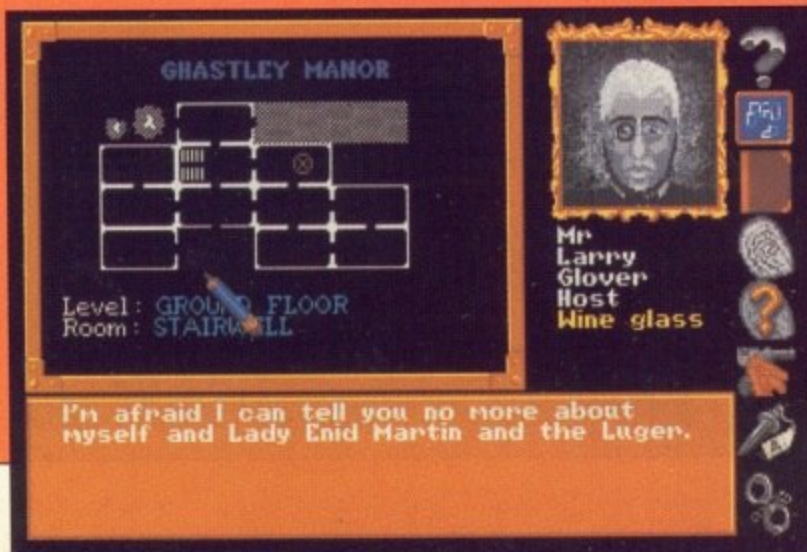 GHASTLEY MANOR
Level: GROUND FLOOR
Room: STAIRWELL
Mr
Larry
Glover
Host
Wine glass
I'm afraid I can tell you no more about
myself and Lady Enid Martin and the Luger.